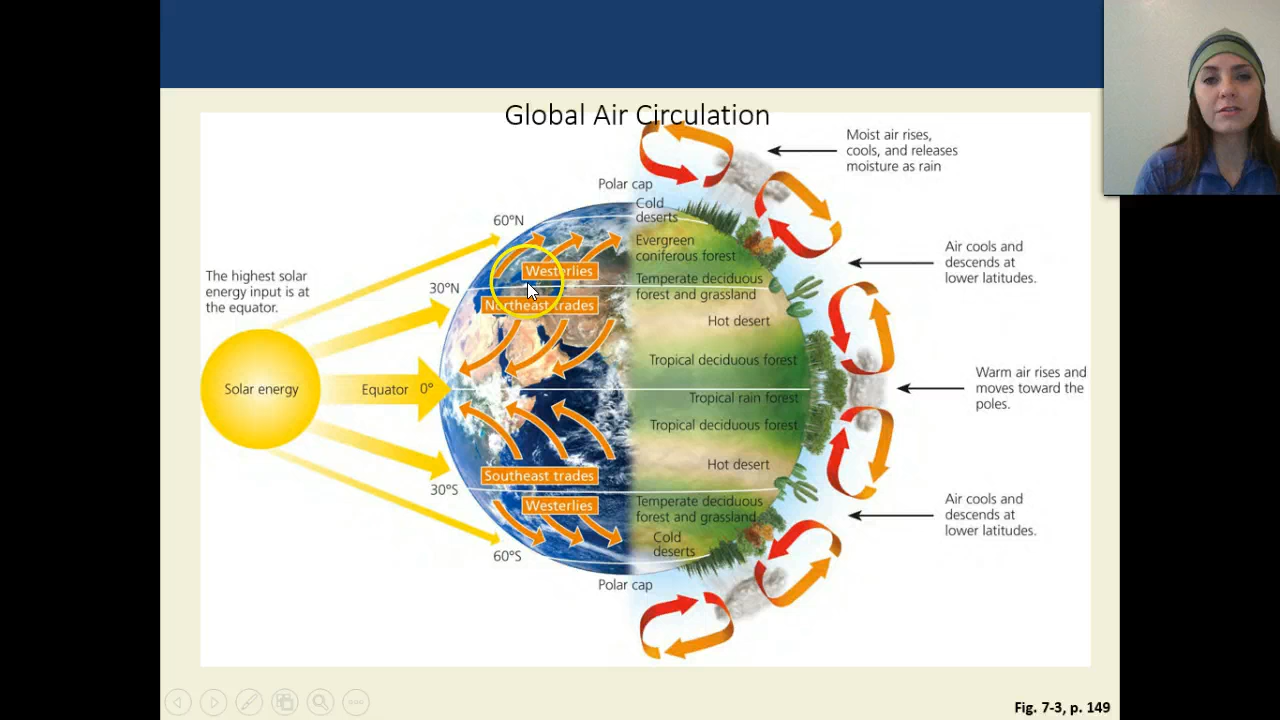 Global Air Circulation
Moist air rises,
cools, and releases
moisture as rain
Polar cap
Cold
deserts
60°N
Evergreen
coniferous forest
Air cools and
descends at
lower latitudes.
Westerlies
The highest solar
energy input is at
the equator.
Temperate deciduous
forest and grassland
30°N
Northeast trades
Hot desert
Tropical deciduous forest
Warm air rises and
moves toward the
poles.
Solar energy
Equator 0°
Tropical rain forest
Tropical deciduous forest
Hot desert
Southeast trades
30°S
Air cools and
descends at
lower latitudes.
Westerlies
Temperate deciduous
forest and grassland
Cold
deserts
60°S
Polar cap
Fig. 7-3, p. 149